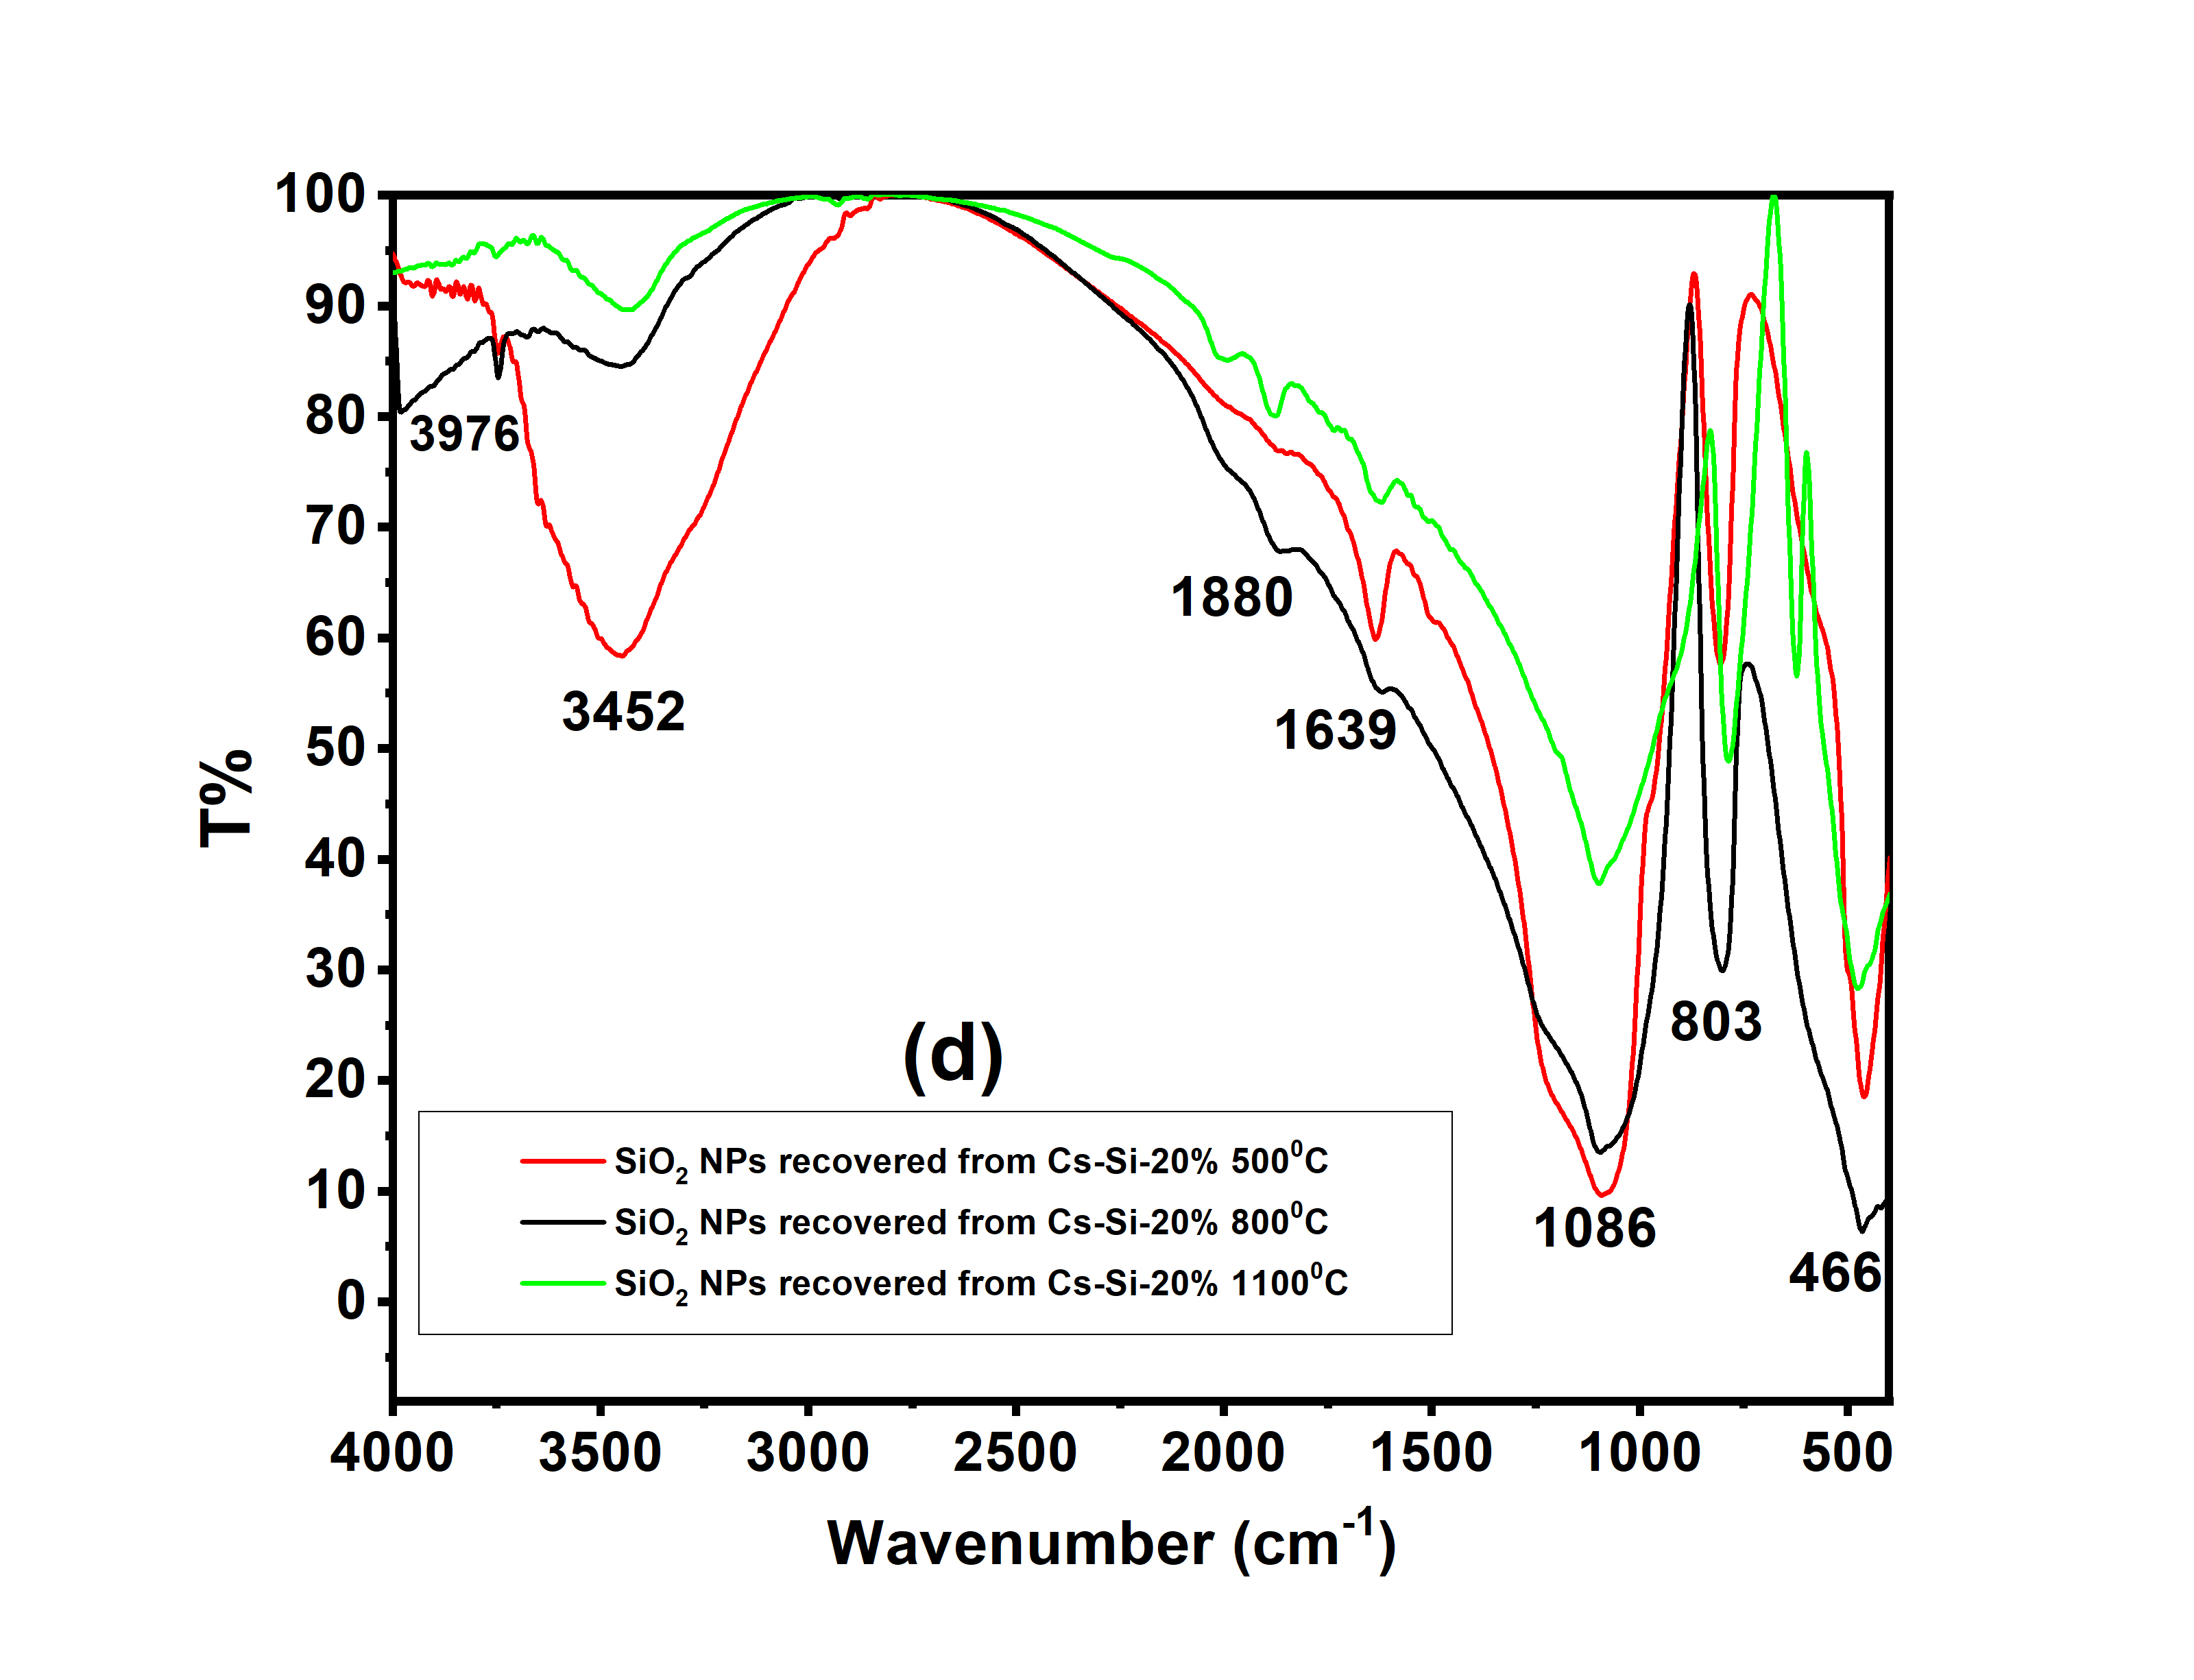 100
90
80
70
60
50
40
30
20
10
0
T%
3976
3452
1880
1639
1086
803
466
(d)
SiO₂ NPs recovered from Cs-Si-20% 500⁰C
SiO₂ NPs recovered from Cs-Si-20% 800⁰C
SiO₂ NPs recovered from Cs-Si-20% 1100⁰C
4000 3500 3000 2500 2000 1500 1000 500
Wavenumber (cm⁻¹)